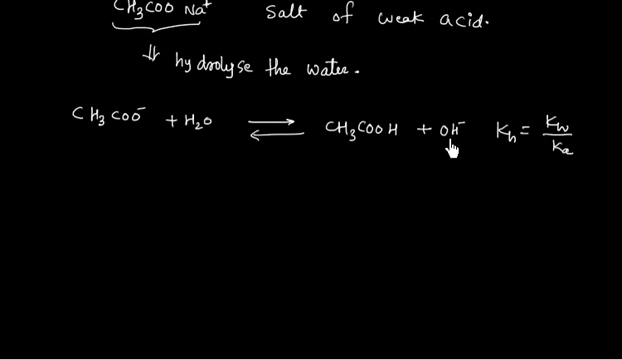 CH3COO Na+ Salt of weak acid.
⇓ hydrolyse the water.
CH3COO⁻ + H2O ⇌ CH3COOH + OH⁻ Kh = Kw/Ka